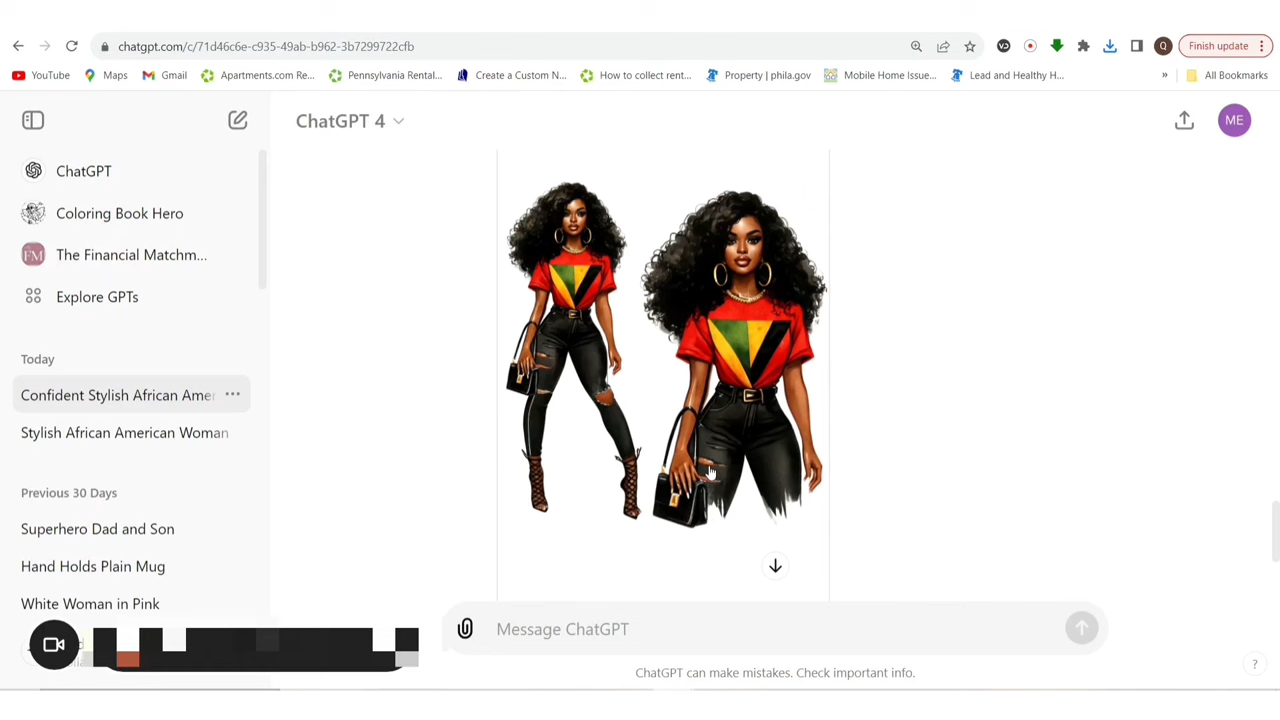 chatgpt.com/c/71d46c6e-c935-49ab-b962-3b7299722cfb
Q
Finish update
YouTube
Maps
Gmail
Apartments.com Re...
Pennsylvania Rental...
Create a Custom N...
How to collect rent...
Property | phila.gov
Mobile Home Issue...
Lead and Healthy H...
»
All Bookmarks
ChatGPT 4
ME
ChatGPT
Coloring Book Hero
FM
The Financial Matchm...
Explore GPTs
Today
Confident Stylish African Amer
Stylish African American Woman
Previous 30 Days
Superhero Dad and Son
Hand Holds Plain Mug
White Woman in Pink
Message ChatGPT
ChatGPT can make mistakes. Check important info.
?